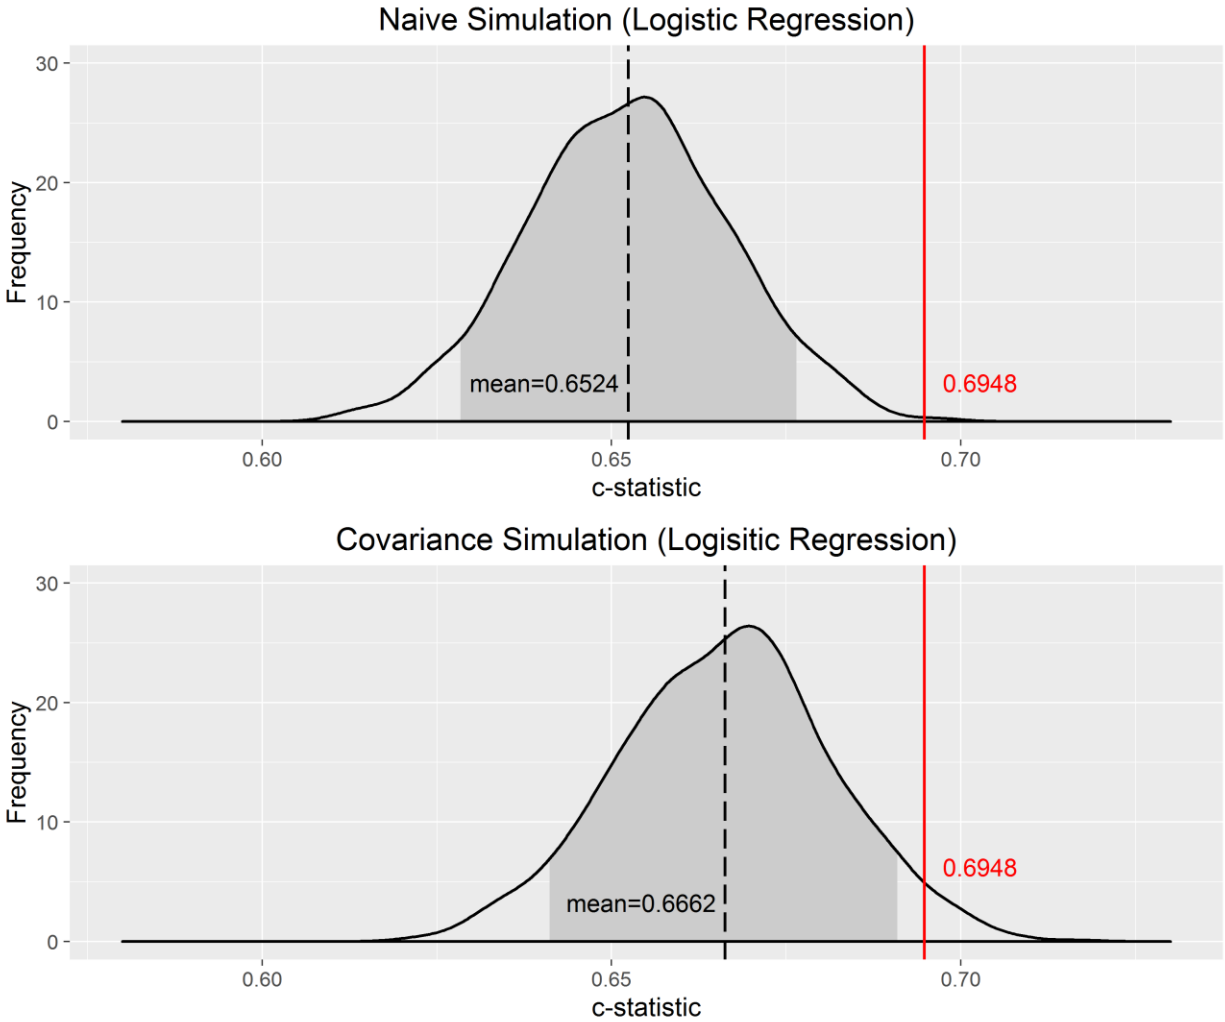 Naive Simulation (Logistic Regression)
30
20
10
0
Frequency
mean=0.6524
0.6948
0.60
0.65
0.70
c-statistic
Covariance Simulation (Logisitic Regression)
30
20
10
0
Frequency
0.6948
mean=0.6662
0.60
0.65
0.70
c-statistic